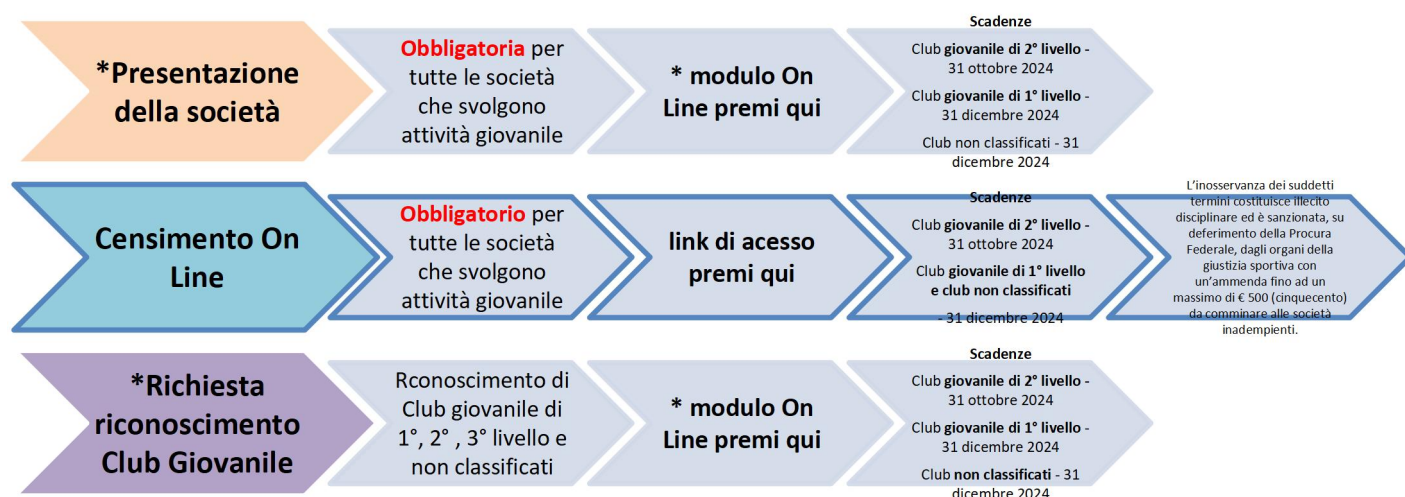 *Presentazione
della società
Obbligatoria per
tutte le società
che svolgono
attività giovanile
* modulo On
Line premi qui
Scadenze
Club giovanile di 2° livello -
31 ottobre 2024
Club giovanile di 1° livello -
31 dicembre 2024
Club non classificati - 31
dicembre 2024
Censimento On
Line
Obbligatorio per
tutte le società
che svolgono
attività giovanile
link di acesso
premi qui
Scadenze
Club giovanile di 2° livello -
31 ottobre 2024
Club giovanile di 1° livello
e club non classificati
- 31 dicembre 2024
L’inosservanza dei suddetti
termini costituisce illecito
disciplinare ed è sanzionata, su
deferimento della Procura
Federale, dagli organi della
giustizia sportiva con
un’ammenda fino ad un
massimo di € 500 (cinquecento)
da comminare alle società
inadempienti.
*Richiesta
riconoscimento
Club Giovanile
Rconoscimento di
Club giovanile di
1°, 2° , 3° livello e
non classificati
* modulo On
Line premi qui
Scadenze
Club giovanile di 2° livello -
31 ottobre 2024
Club giovanile di 1° livello -
31 dicembre 2024
Club non classificati - 31
dicembre 2024